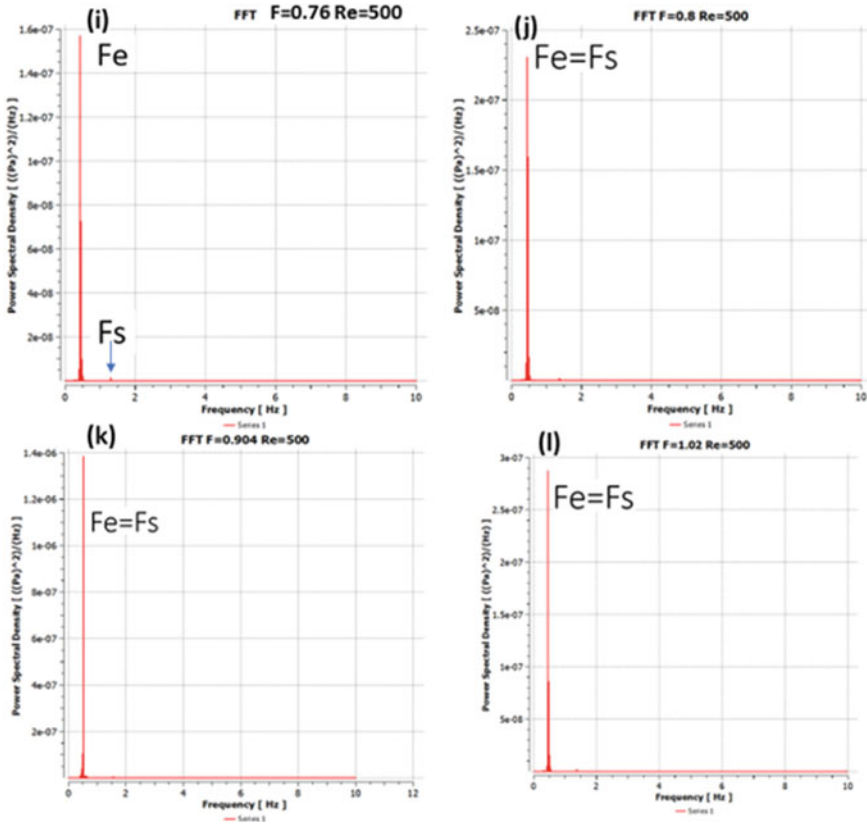 (i) FFT F=0.76 Re=500
Power Spectral Density [ ((Pa)^2)/(Hz) ]
1.6e-07
1.4e-07
1.2e-07
1e-07
8e-08
6e-08
4e-08
2e-08
Fe
Fs
0 2 4 6 8 10
Frequency [ Hz ]
Series 1
(j) FFT F=0.8 Re=500
Power Spectral Density [ ((Pa)^2)/(Hz) ]
2.5e-07
2e-07
1.5e-07
1e-07
5e-08
Fe=Fs
0 2 4 6 8 10
Frequency [ Hz ]
Series 1
(k) FFT F=0.904 Re=500
Power Spectral Density [ ((Pa)^2)/(Hz) ]
1.4e-06
1.2e-06
1e-06
8e-07
6e-07
4e-07
2e-07
Fe=Fs
0 2 4 6 8 10 12
Frequency [ Hz ]
Series 1
(l) FFT F=1.02 Re=500
Power Spectral Density [ ((Pa)^2)/(Hz) ]
3e-07
2.5e-07
2e-07
1.5e-07
1e-07
5e-08
Fe=Fs
0 2 4 6 8 10
Frequency [ Hz ]
Series 1